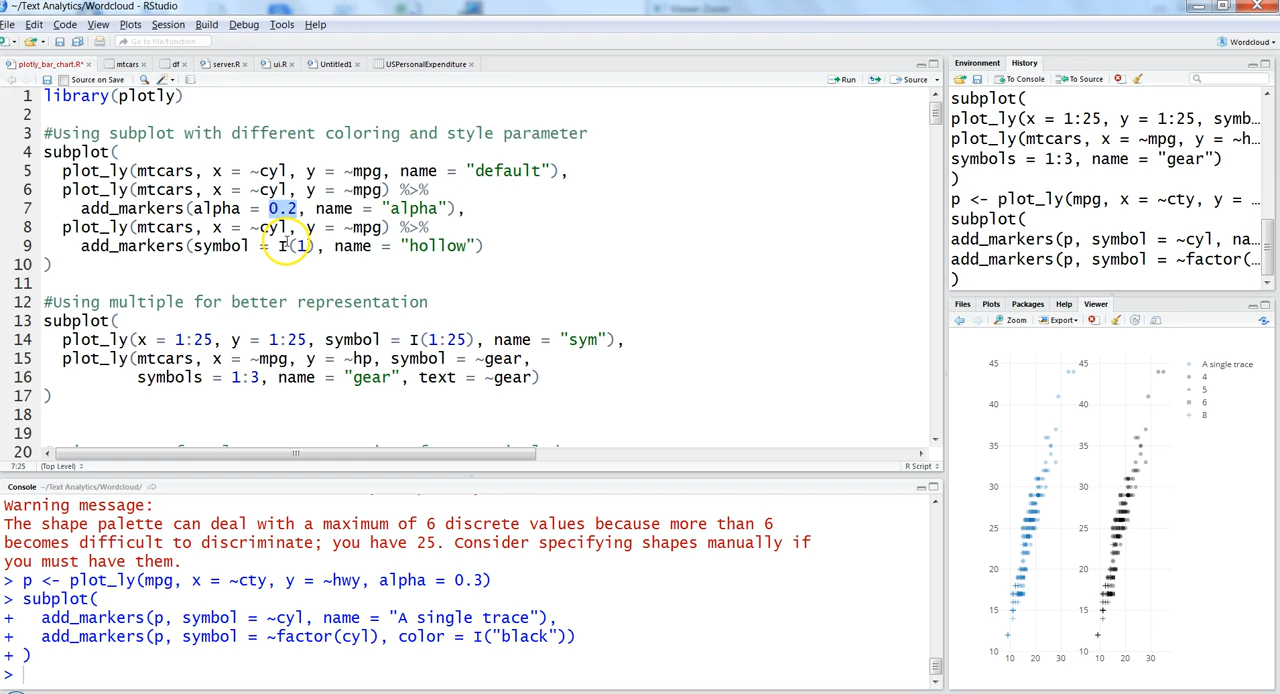 ~/Text Analytics/Wordcloud - RStudio
File Edit Code View Plots Session Build Debug Tools Help
Go to file/function
Wordcloud
plotly_bar_chart.R* mtcars df server.R ui.R Untitled1 USPersonalExpenditure
Source on Save Run Source
1 library(plotly)
2
3 #Using subplot with different coloring and style parameter
4 subplot(
5 plot_ly(mtcars, x = ~cyl, y = ~mpg, name = "default"),
6 plot_ly(mtcars, x = ~cyl, y = ~mpg) %>%
7 add_markers(alpha = 0.2, name = "alpha"),
8 plot_ly(mtcars, x = ~cyl, y = ~mpg) %>%
9 add_markers(symbol = I(1), name = "hollow")
10 )
11
12 #Using multiple for better representation
13 subplot(
14 plot_ly(x = 1:25, y = 1:25, symbol = I(1:25), name = "sym"),
15 plot_ly(mtcars, x = ~mpg, y = ~hp, symbol = ~gear,
16 symbols = 1:3, name = "gear", text = ~gear)
17 )
18
19
20
7:25 (Top Level) R Script
Console ~/Text Analytics/Wordcloud/
Warning message:
The shape palette can deal with a maximum of 6 discrete values because more than 6
becomes difficult to discriminate; you have 25. Consider specifying shapes manually if
you must have them.
> p <- plot_ly(mpg, x = ~cty, y = ~hwy, alpha = 0.3)
> subplot(
+ add_markers(p, symbol = ~cyl, name = "A single trace"),
+ add_markers(p, symbol = ~factor(cyl), color = I("black"))
+ )
>
Environment History
To Console To Source
subplot(
plot_ly(x = 1:25, y = 1:25, symb…
plot_ly(mtcars, x = ~mpg, y = ~h…
symbols = 1:3, name = "gear")
)
p <- plot_ly(mpg, x = ~cty, y = …
subplot(
add_markers(p, symbol = ~cyl, na…
add_markers(p, symbol = ~factor(…
)
Files Plots Packages Help Viewer
Zoom Export
A single trace
4
5
6
8
45 45
40 40
35 35
30 30
25 25
20 20
15 15
10 10
10 20 30 10 20 30